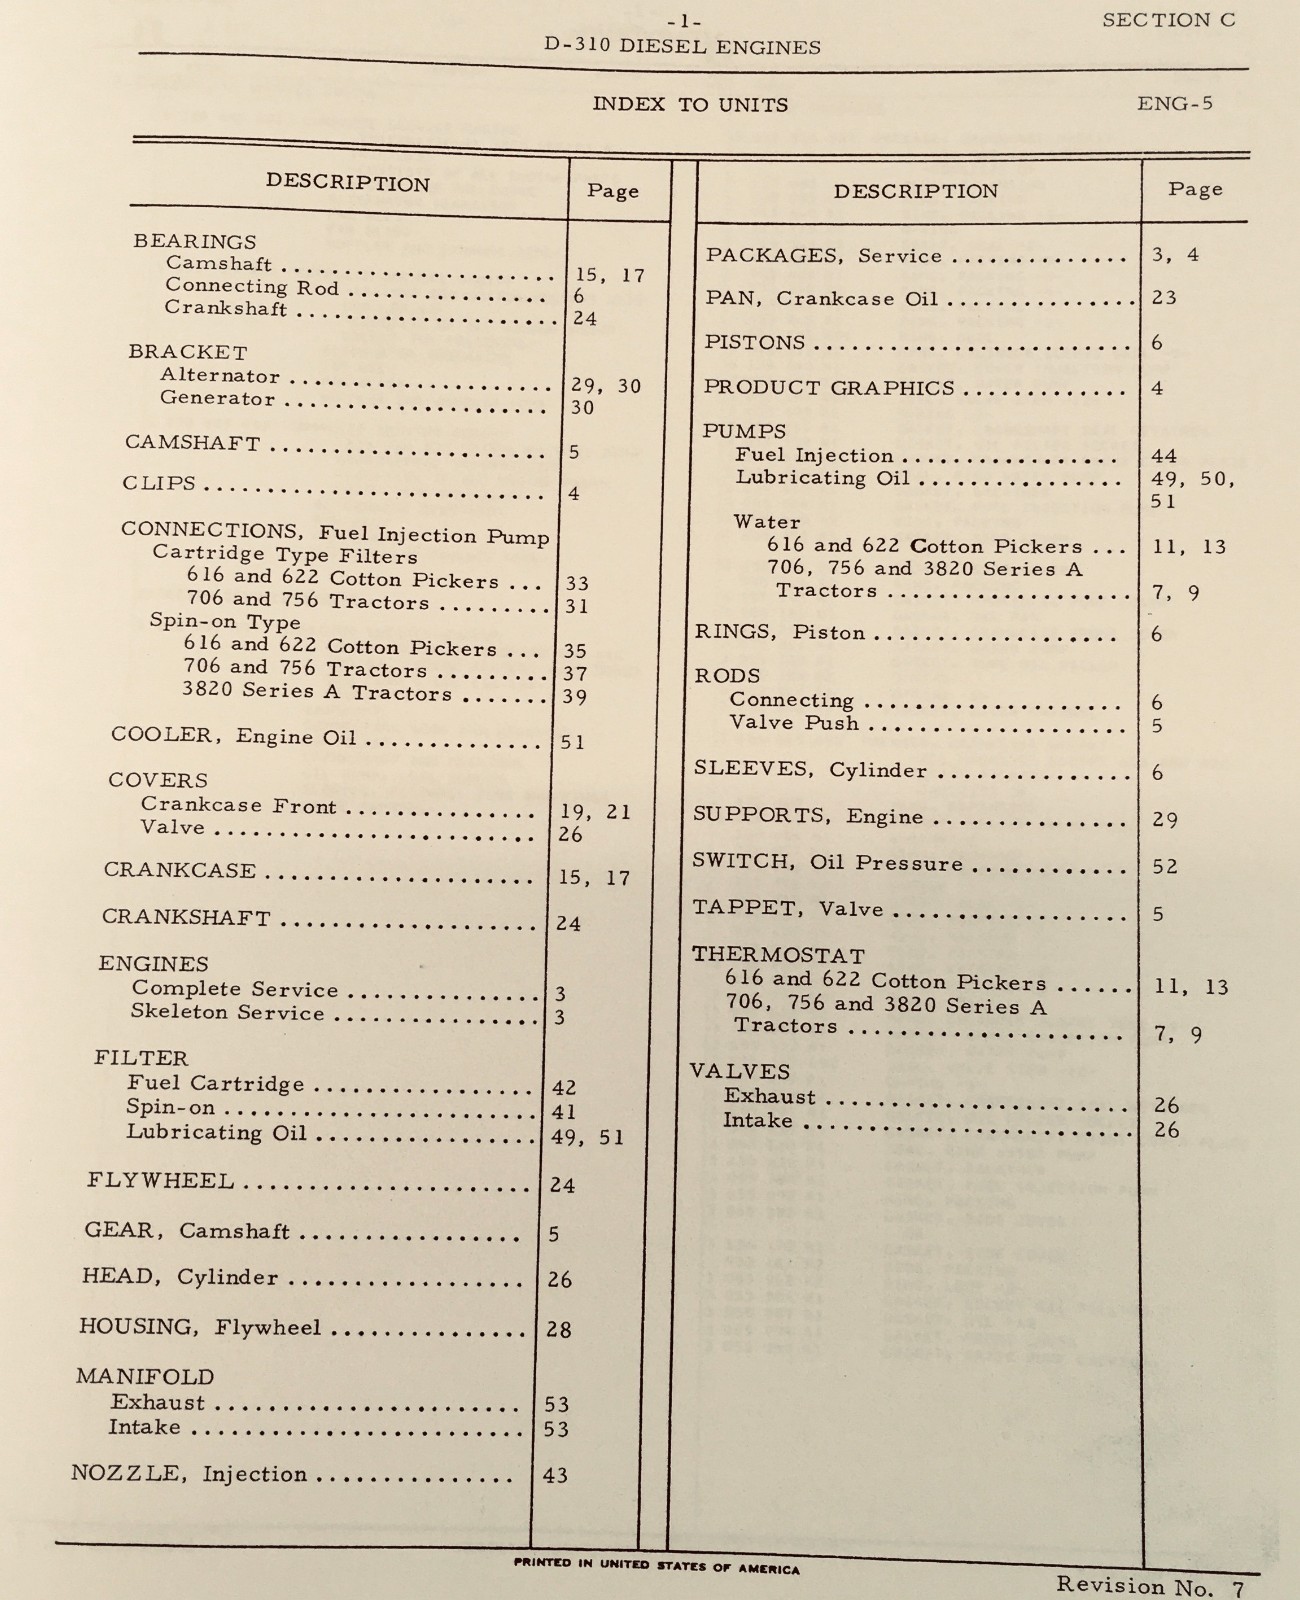 -1-
SECTION C
D-310 DIESEL ENGINES
INDEX TO UNITS
ENG-5
DESCRIPTION Page
BEARINGS
Camshaft ........................ 15, 17
Connecting Rod ................ 6
Crankshaft ..................... 24
BRACKET
Alternator ..................... 29, 30
Generator ..................... 30
CAMSHAFT ...................... 5
CLIPS ........................... 4
CONNECTIONS, Fuel Injection Pump
Cartridge Type Filters
616 and 622 Cotton Pickers ... 33
706 and 756 Tractors ......... 31
Spin-on Type
616 and 622 Cotton Pickers ... 35
706 and 756 Tractors ......... 37
3820 Series A Tractors ....... 39
COOLER, Engine Oil .............. 51
COVERS
Crankcase Front ............... 19, 21
Valve ......................... 26
CRANKCASE ..................... 15, 17
CRANKSHAFT .................... 24
ENGINES
Complete Service ............... 3
Skeleton Service ................ 3
FILTER
Fuel Cartridge ................. 42
Spin-on ......................... 41
Lubricating Oil ................. 49, 51
FLYWHEEL ....................... 24
GEAR, Camshaft .................. 5
HEAD, Cylinder ................... 26
HOUSING, Flywheel ............... 28
MANIFOLD
Exhaust ........................ 53
Intake .......................... 53
NOZZLE, Injection ............... 43
DESCRIPTION Page
PACKAGES, Service .............. 3, 4
PAN, Crankcase Oil ............... 23
PISTONS ......................... 6
PRODUCT GRAPHICS ............. 4
PUMPS
Fuel Injection ................. 44
Lubricating Oil ................ 49, 50,
51
Water
616 and 622 Cotton Pickers ... 11, 13
706, 756 and 3820 Series A
Tractors ................... 7, 9
RINGS, Piston ................... 6
RODS
Connecting .................... 6
Valve Push .................... 5
SLEEVES, Cylinder ............... 6
SUPPORTS, Engine ............... 29
SWITCH, Oil Pressure ............ 52
TAPPET, Valve ................... 5
THERMOSTAT
616 and 622 Cotton Pickers ...... 11, 13
706, 756 and 3820 Series A
Tractors ...................... 7, 9
VALVES
Exhaust ........................ 26
Intake .......................... 26
PRINTED IN UNITED STATES OF AMERICA
Revision No. 7